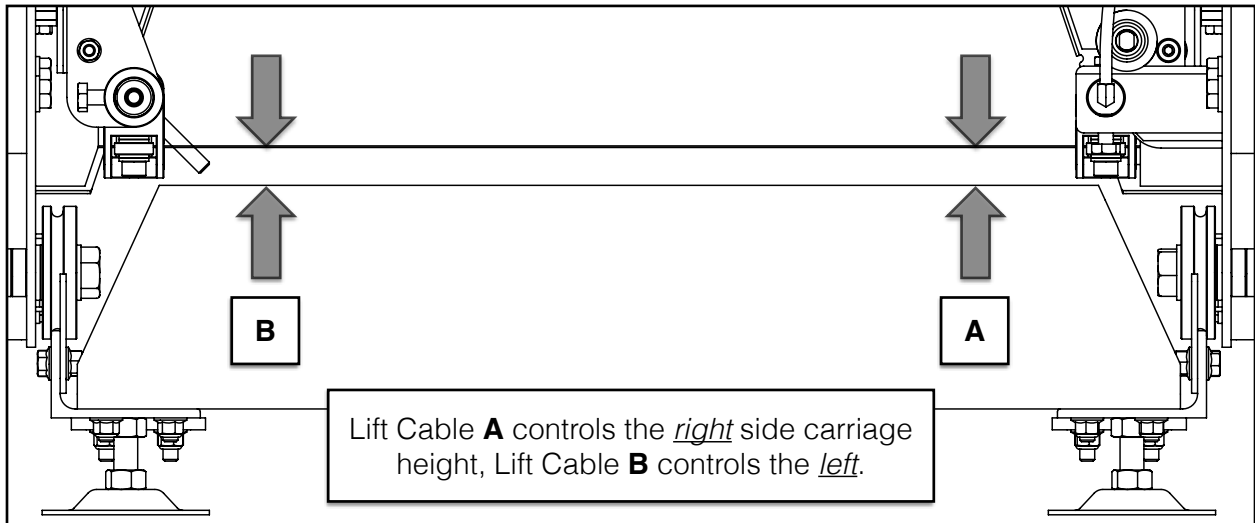 B
A
Lift Cable A controls the right side carriage
height, Lift Cable B controls the left.